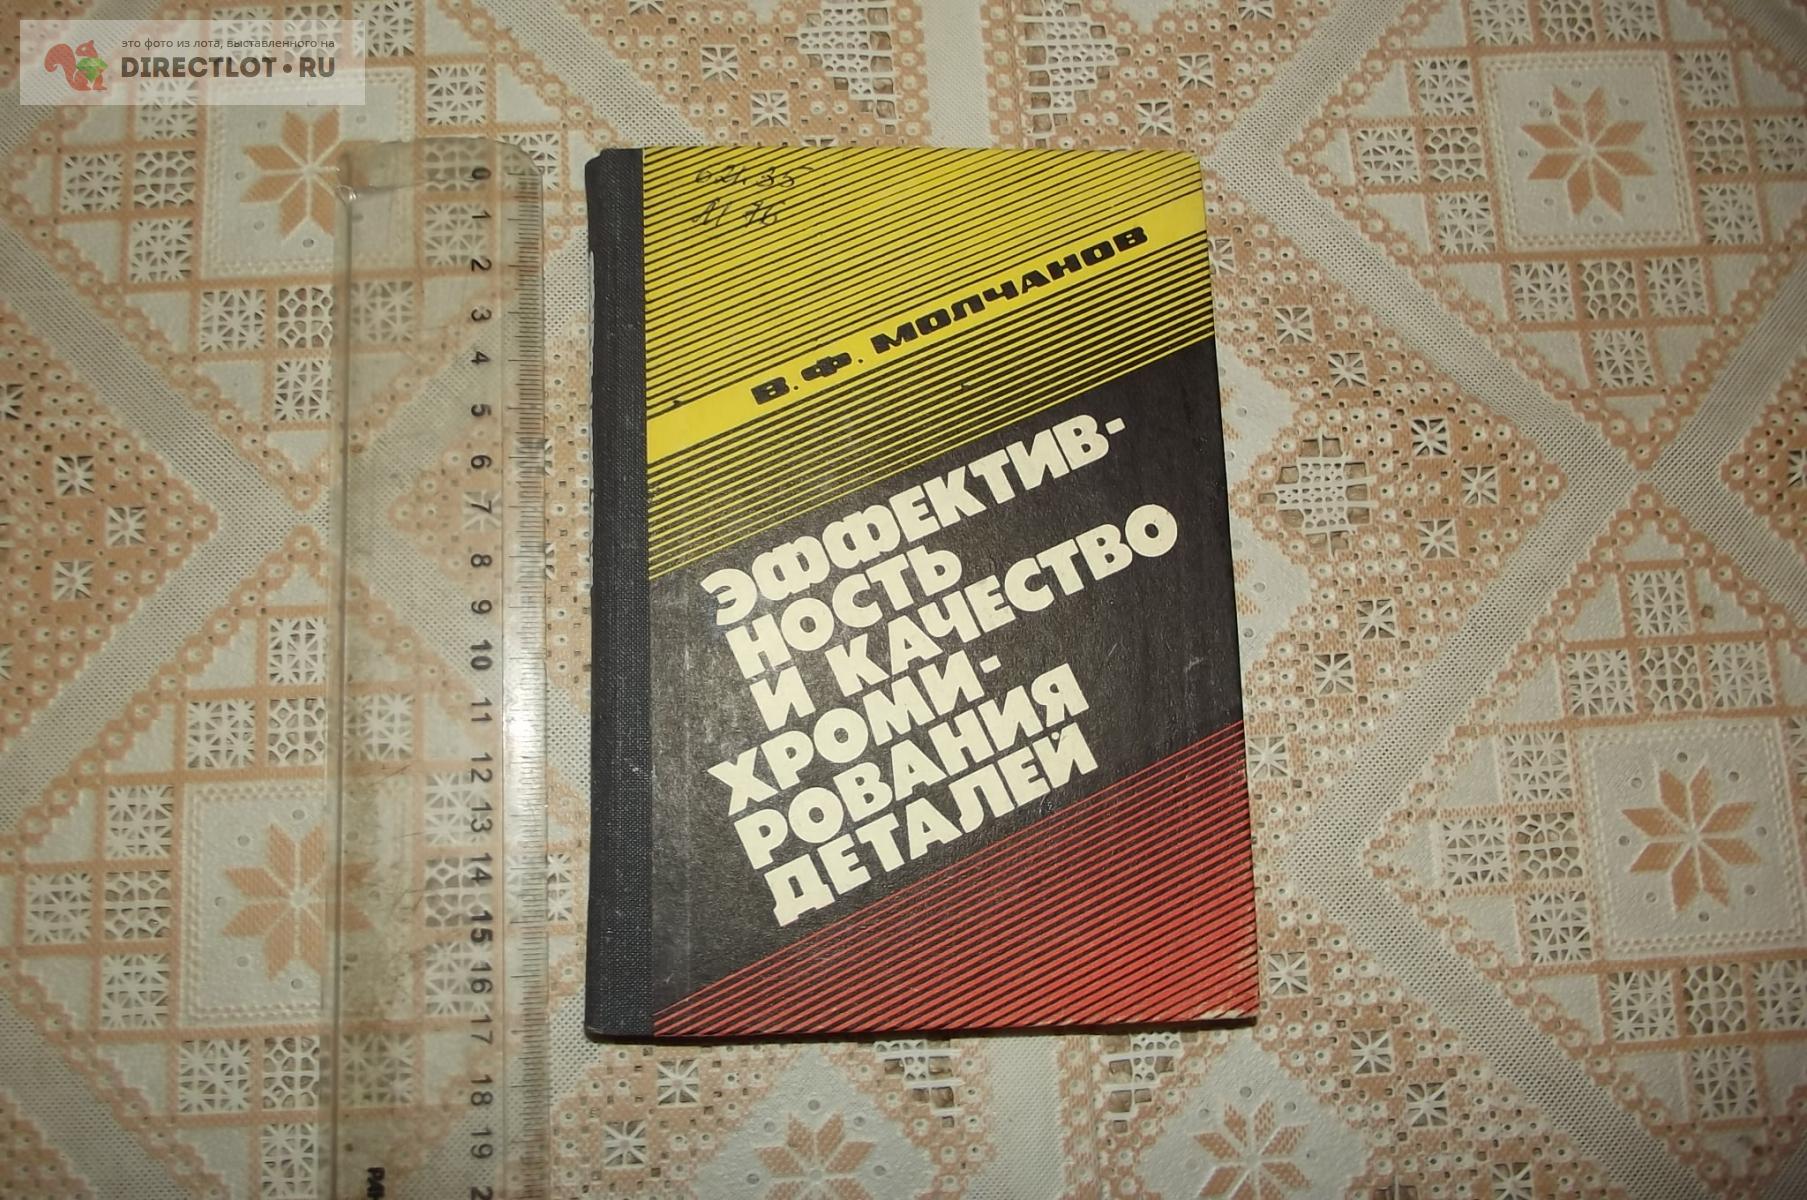 это фото из лота, выставленного на
DIRECTLOT•RU
В.Ф. МОЛЧАНОВ
ЭФФЕКТИВ-
НОСТЬ
И КАЧЕСТВО
ХРОМИ-
РОВАНИЯ
ДЕТАЛЕЙ
0
1
2
3
4
5
6
7
8
9
10
11
12
13
14
15
16
17
18
19